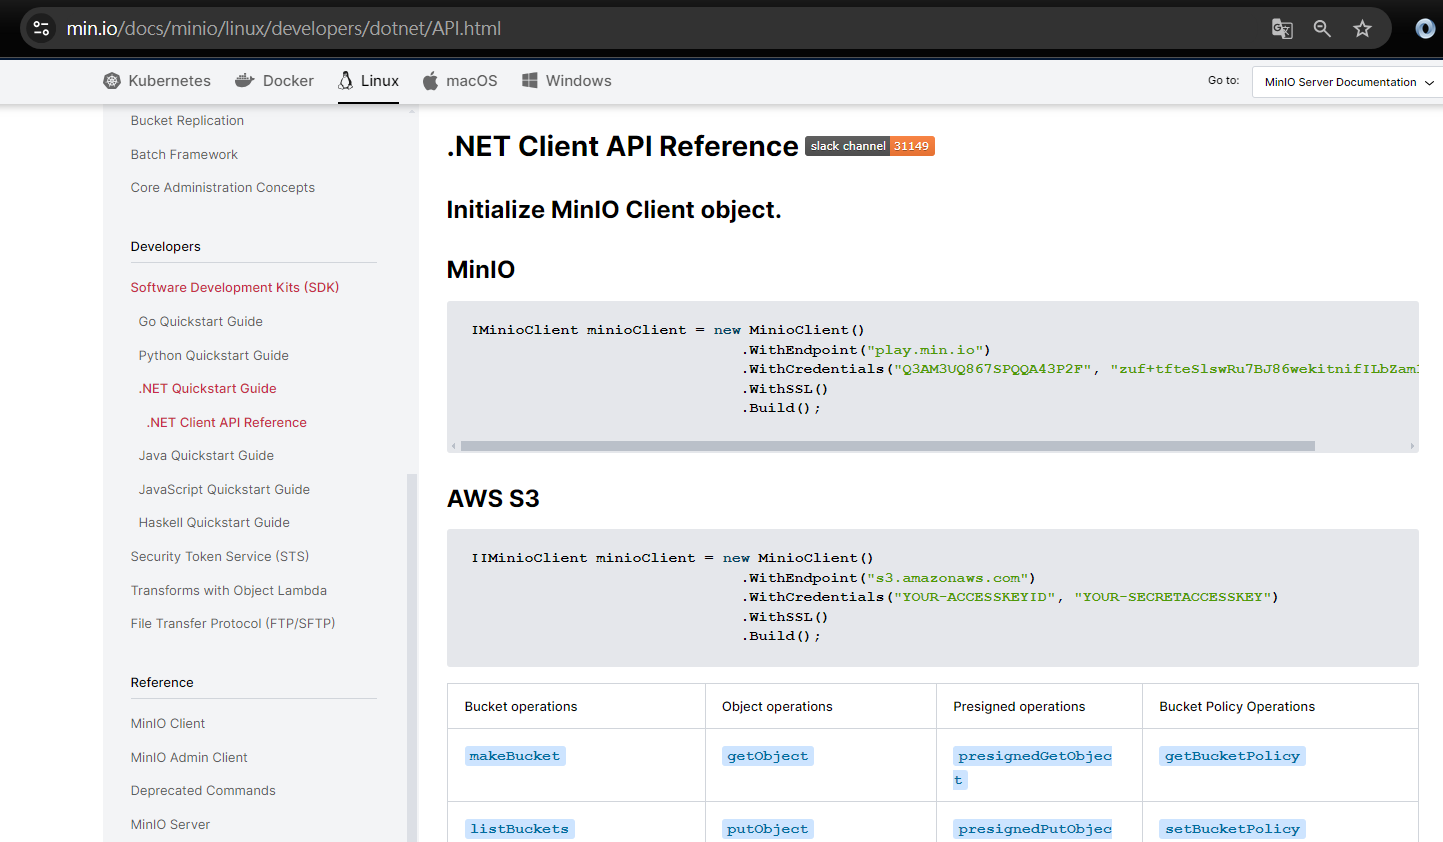 min.io/docs/minio/linux/developers/dotnet/API.html
Kubernetes Docker Linux macOS Windows Go to: MinIO Server Documentation
Bucket Replication
Batch Framework
Core Administration Concepts
Developers
Software Development Kits (SDK)
Go Quickstart Guide
Python Quickstart Guide
.NET Quickstart Guide
.NET Client API Reference
Java Quickstart Guide
JavaScript Quickstart Guide
Haskell Quickstart Guide
Security Token Service (STS)
Transforms with Object Lambda
File Transfer Protocol (FTP/SFTP)
Reference
MinIO Client
MinIO Admin Client
Deprecated Commands
MinIO Server
.NET Client API Reference slack channel 31149
Initialize MinIO Client object.
MinIO
IMinioClient minioClient = new MinioClient()
.WithEndpoint("play.min.io")
.WithCredentials("Q3AM3UQ867SPQQA43P2F", "zuf+tfteSlswRu7BJ86wekitnifILbZam
.WithSSL()
.Build();
AWS S3
IIMinioClient minioClient = new MinioClient()
.WithEndpoint("s3.amazonaws.com")
.WithCredentials("YOUR-ACCESSKEYID", "YOUR-SECRETACCESSKEY")
.WithSSL()
.Build();
Bucket operations Object operations Presigned operations Bucket Policy Operations
makeBucket getObject presignedGetObjec getBucketPolicy
t
listBuckets putObject presignedPutObjec setBucketPolicy